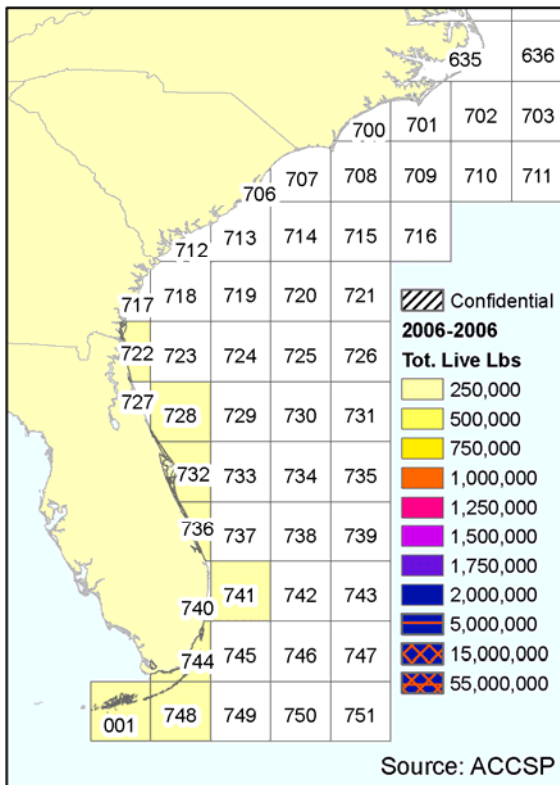 635 636
700 701 702 703
706 707 708 709 710 711
712 713 714 715 716
717 718 719 720 721
722 723 724 725 726
727 728 729 730 731
732 733 734 735
736 737 738 739
740 741 742 743
744 745 746 747
001 748 749 750 751
Confidential
2006-2006
Tot. Live Lbs
250,000
500,000
750,000
1,000,000
1,250,000
1,500,000
1,750,000
2,000,000
5,000,000
15,000,000
55,000,000
Source: ACCSP